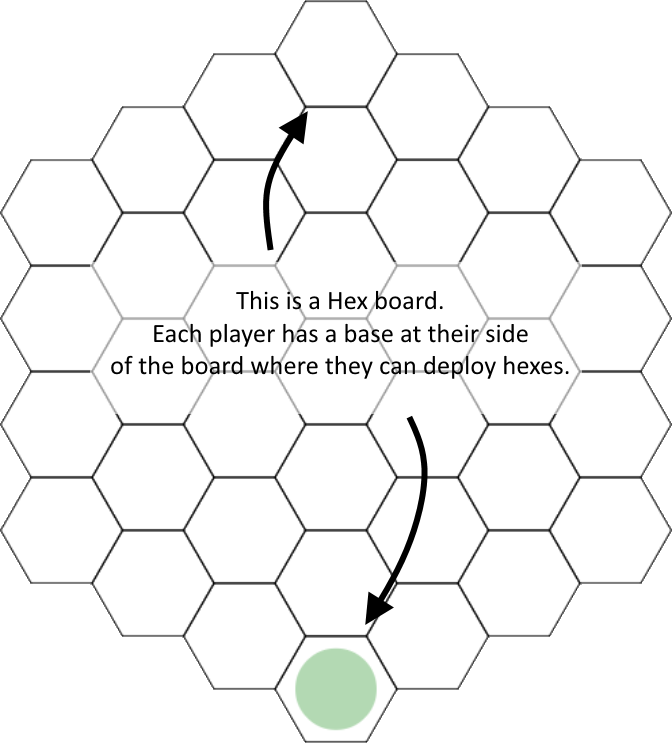 This is a Hex board.
Each player has a base at their side
of the board where they can deploy hexes.